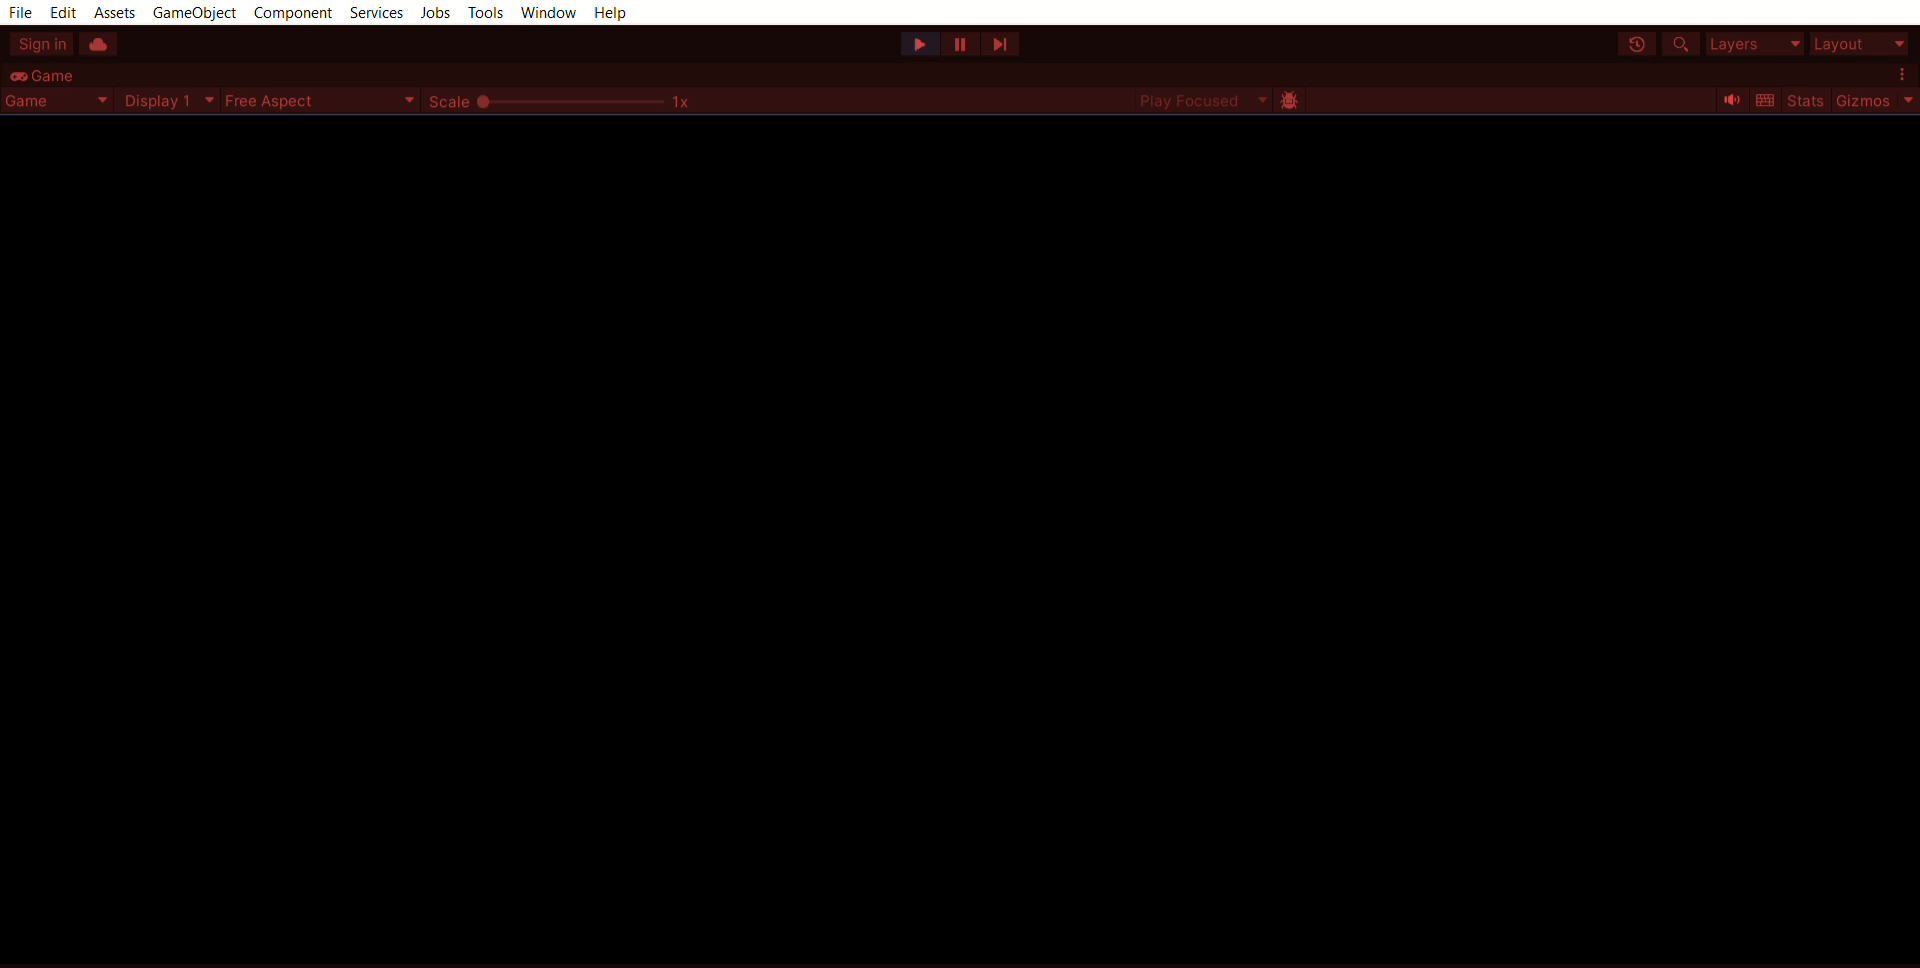 File Edit Assets GameObject Component Services Jobs Tools Window Help
Sign in Layers Layout
Game
Game Display 1 Free Aspect Scale 1x Play Focused Stats Gizmos